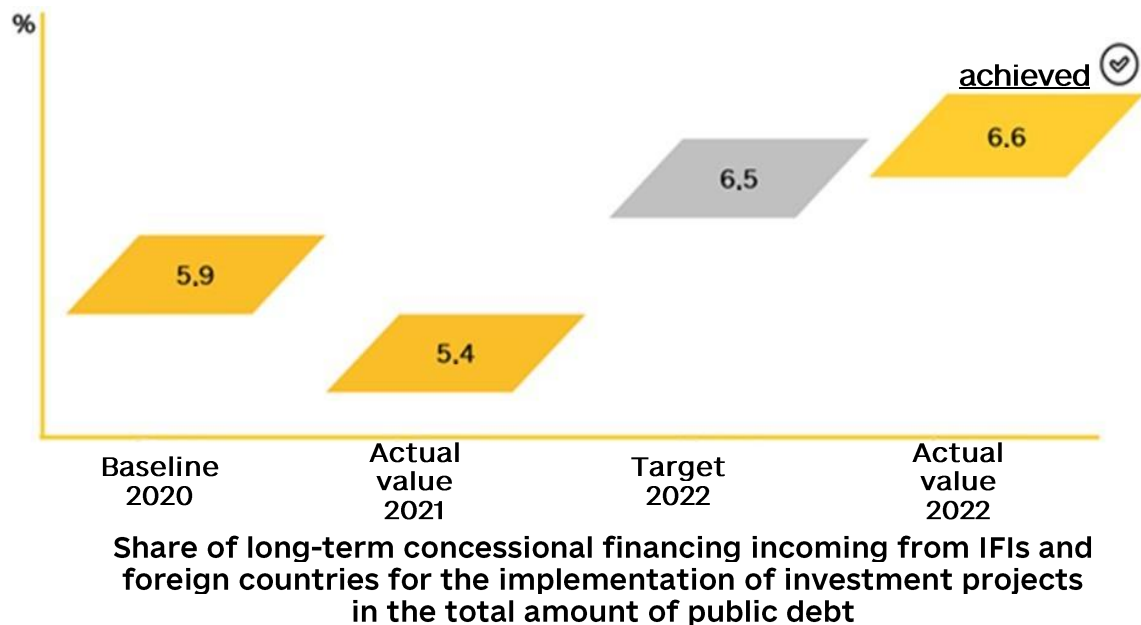 %
achieved
6.6
6.5
5.9
5.4
Baseline
2020
Actual
value
2021
Target
2022
Actual
value
2022
Share of long-term concessional financing incoming from IFIs and
foreign countries for the implementation of investment projects
in the total amount of public debt